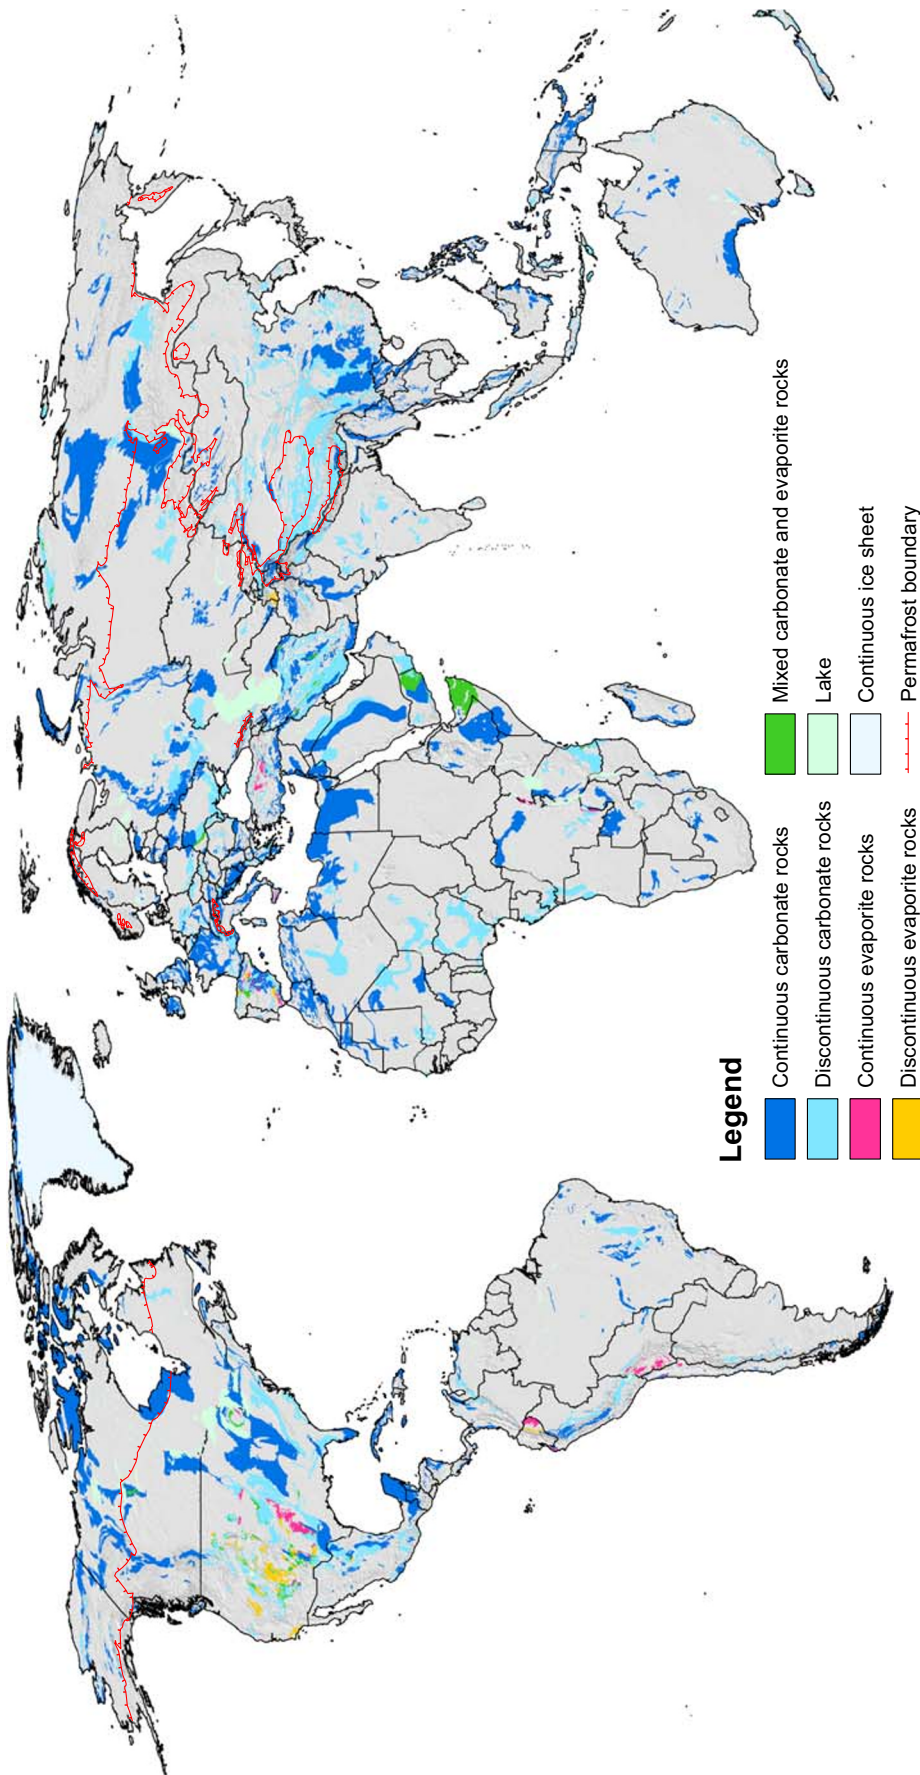 Legend
Continuous carbonate rocks
Discontinuous carbonate rocks
Continuous evaporite rocks
Discontinuous evaporite rocks
Mixed carbonate and evaporite rocks
Lake
Continuous ice sheet
Permafrost boundary